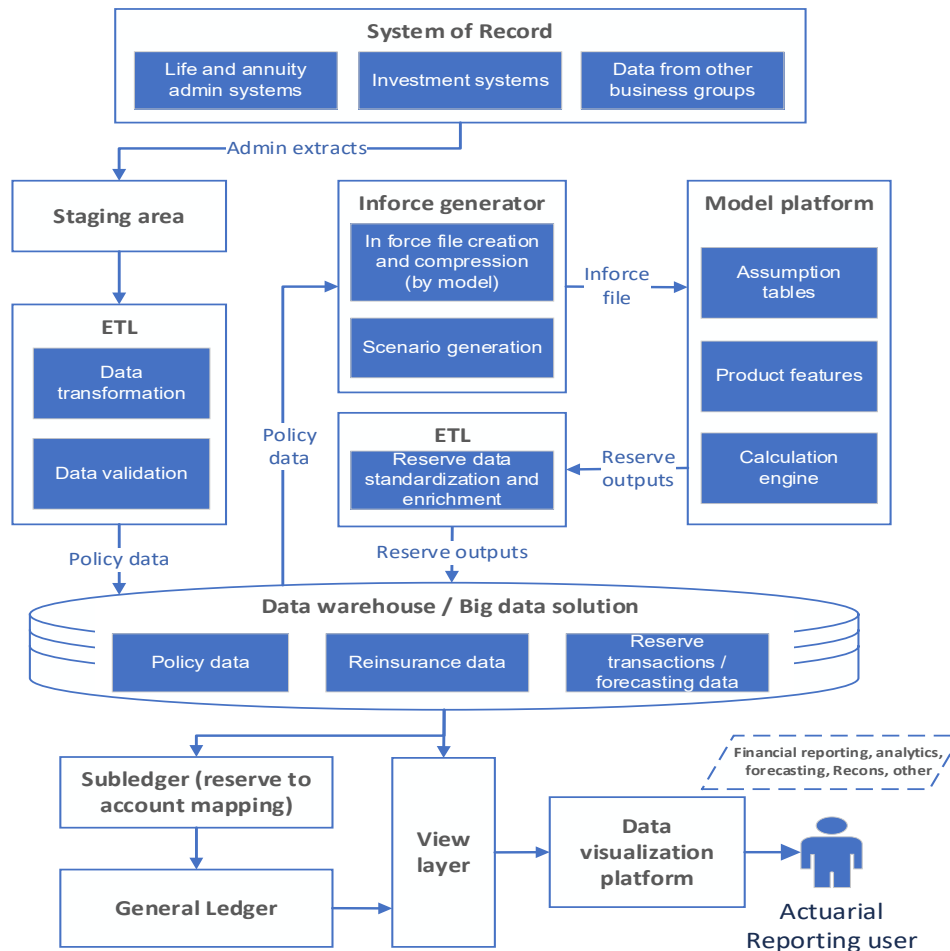 System of Record
Life and annuity
admin systems
Investment systems
Data from other
business groups
Admin extracts
Staging area
Inforce generator
In force file creation
and compression
(by model)
Scenario generation
Inforce
file
Model platform
Assumption
tables
Product features
Calculation
engine
ETL
Data
transformation
Data validation
Policy
data
ETL
Reserve data
standardization and
enrichment
Reserve
outputs
Policy data
Reserve outputs
Data warehouse / Big data solution
Policy data
Reinsurance data
Reserve
transactions /
forecasting data
Subledger (reserve to
account mapping)
General Ledger
View
layer
Data
visualization
platform
Financial reporting, analytics,
forecasting, Recons, other
Actuarial
Reporting user